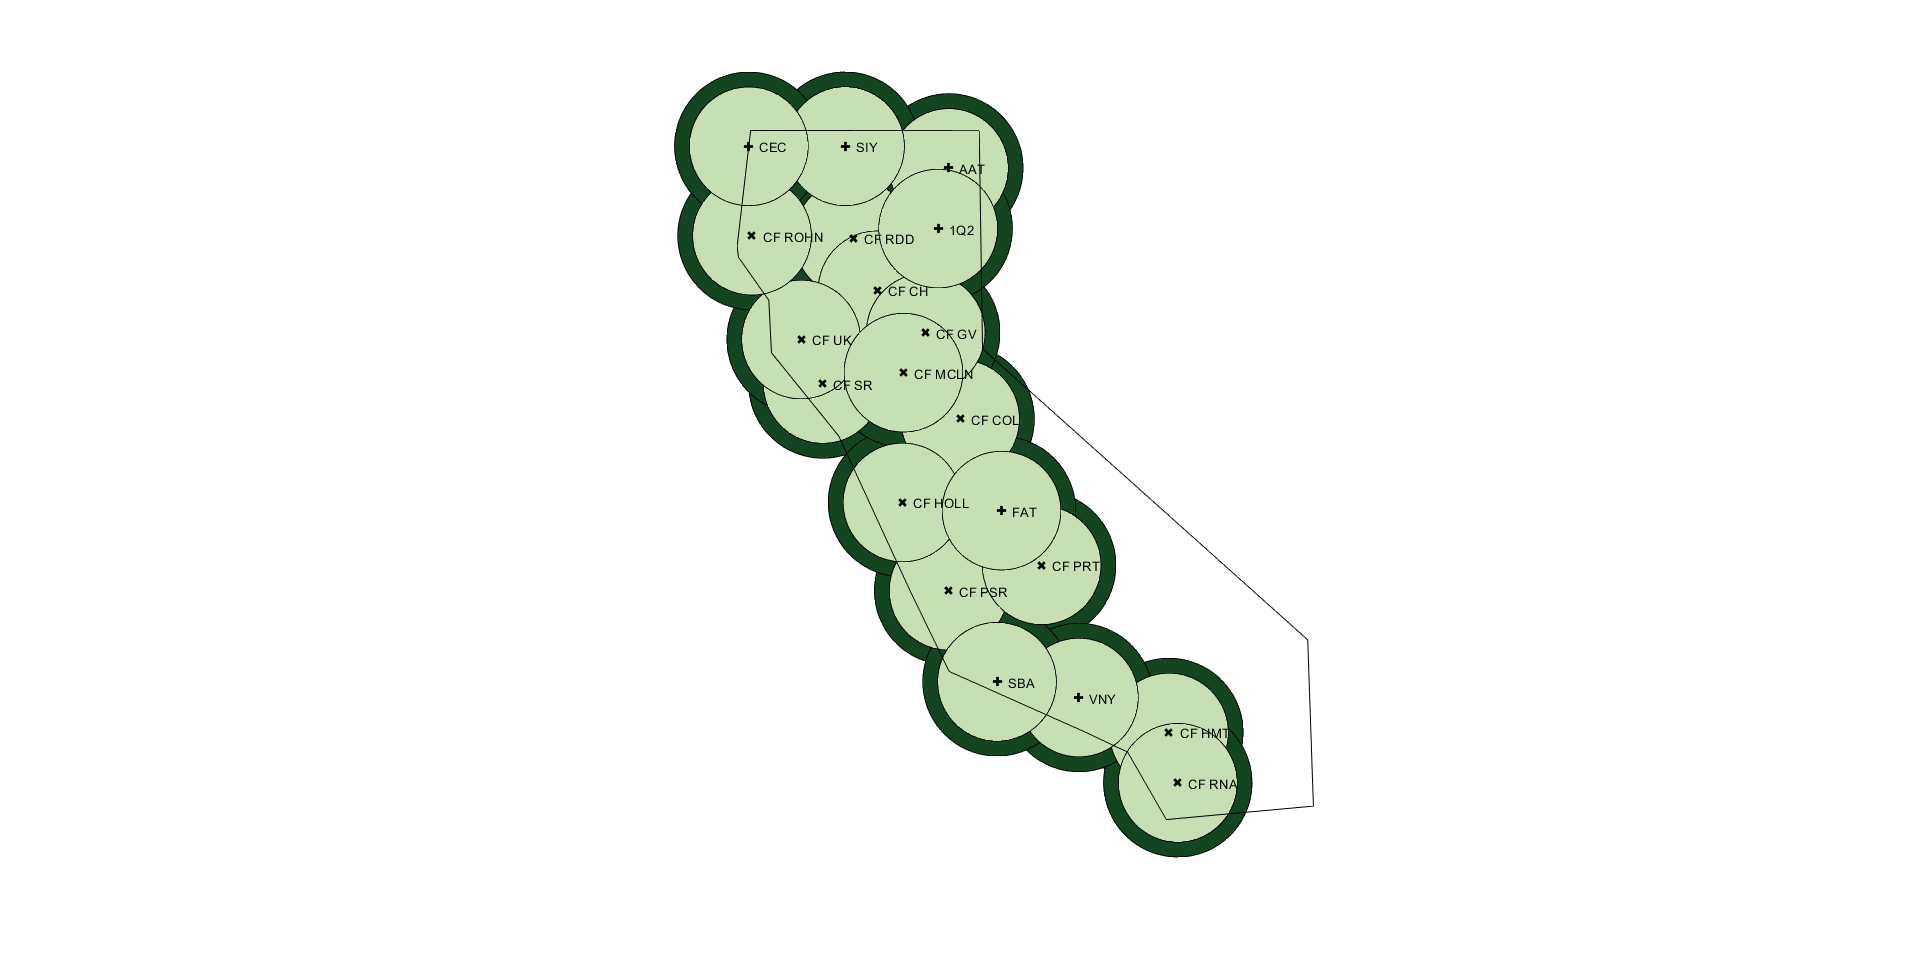 CEC
SIY
AAT
1Q2
CF ROHN
CF RDD
CF CH
CF GV
CF UK
CF MCLN
CF SR
CF COL
CF HOLL
FAT
CF PRT
CF PSR
SBA
VNY
CF HMT
CF RNA